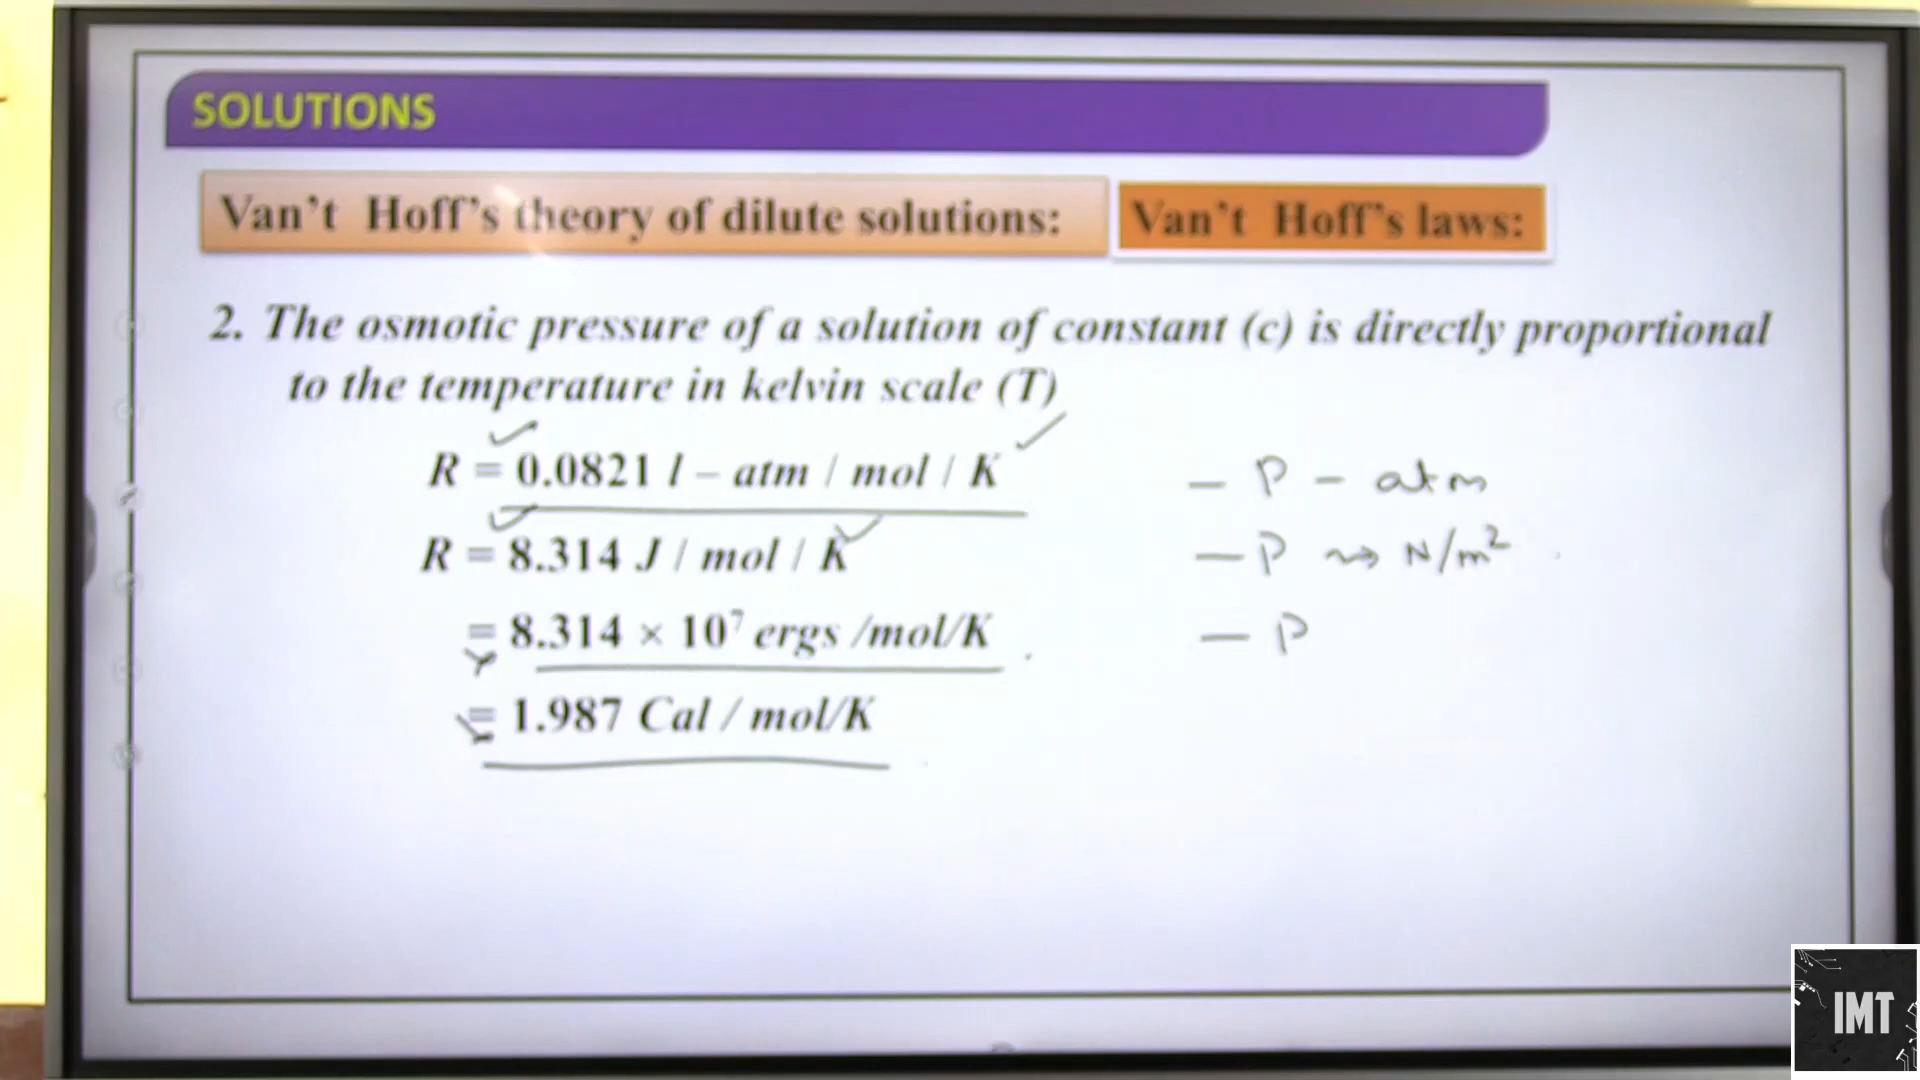 SOLUTIONS
Van't Hoff's theory of dilute solutions: Van't Hoff's laws:
2. The osmotic pressure of a solution of constant (c) is directly proportional
to the temperature in kelvin scale (T)
R = 0.0821 l – atm / mol / K – P – atm
R = 8.314 J / mol / K — P ⇝ N/m²
= 8.314 × 10⁷ ergs /mol/K — P
= 1.987 Cal / mol/K
IMT